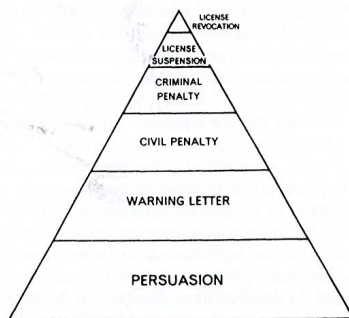 LICENSE
REVOCATION
LICENSE
SUSPENSION
CRIMINAL
PENALTY
CIVIL PENALTY
WARNING LETTER
PERSUASION